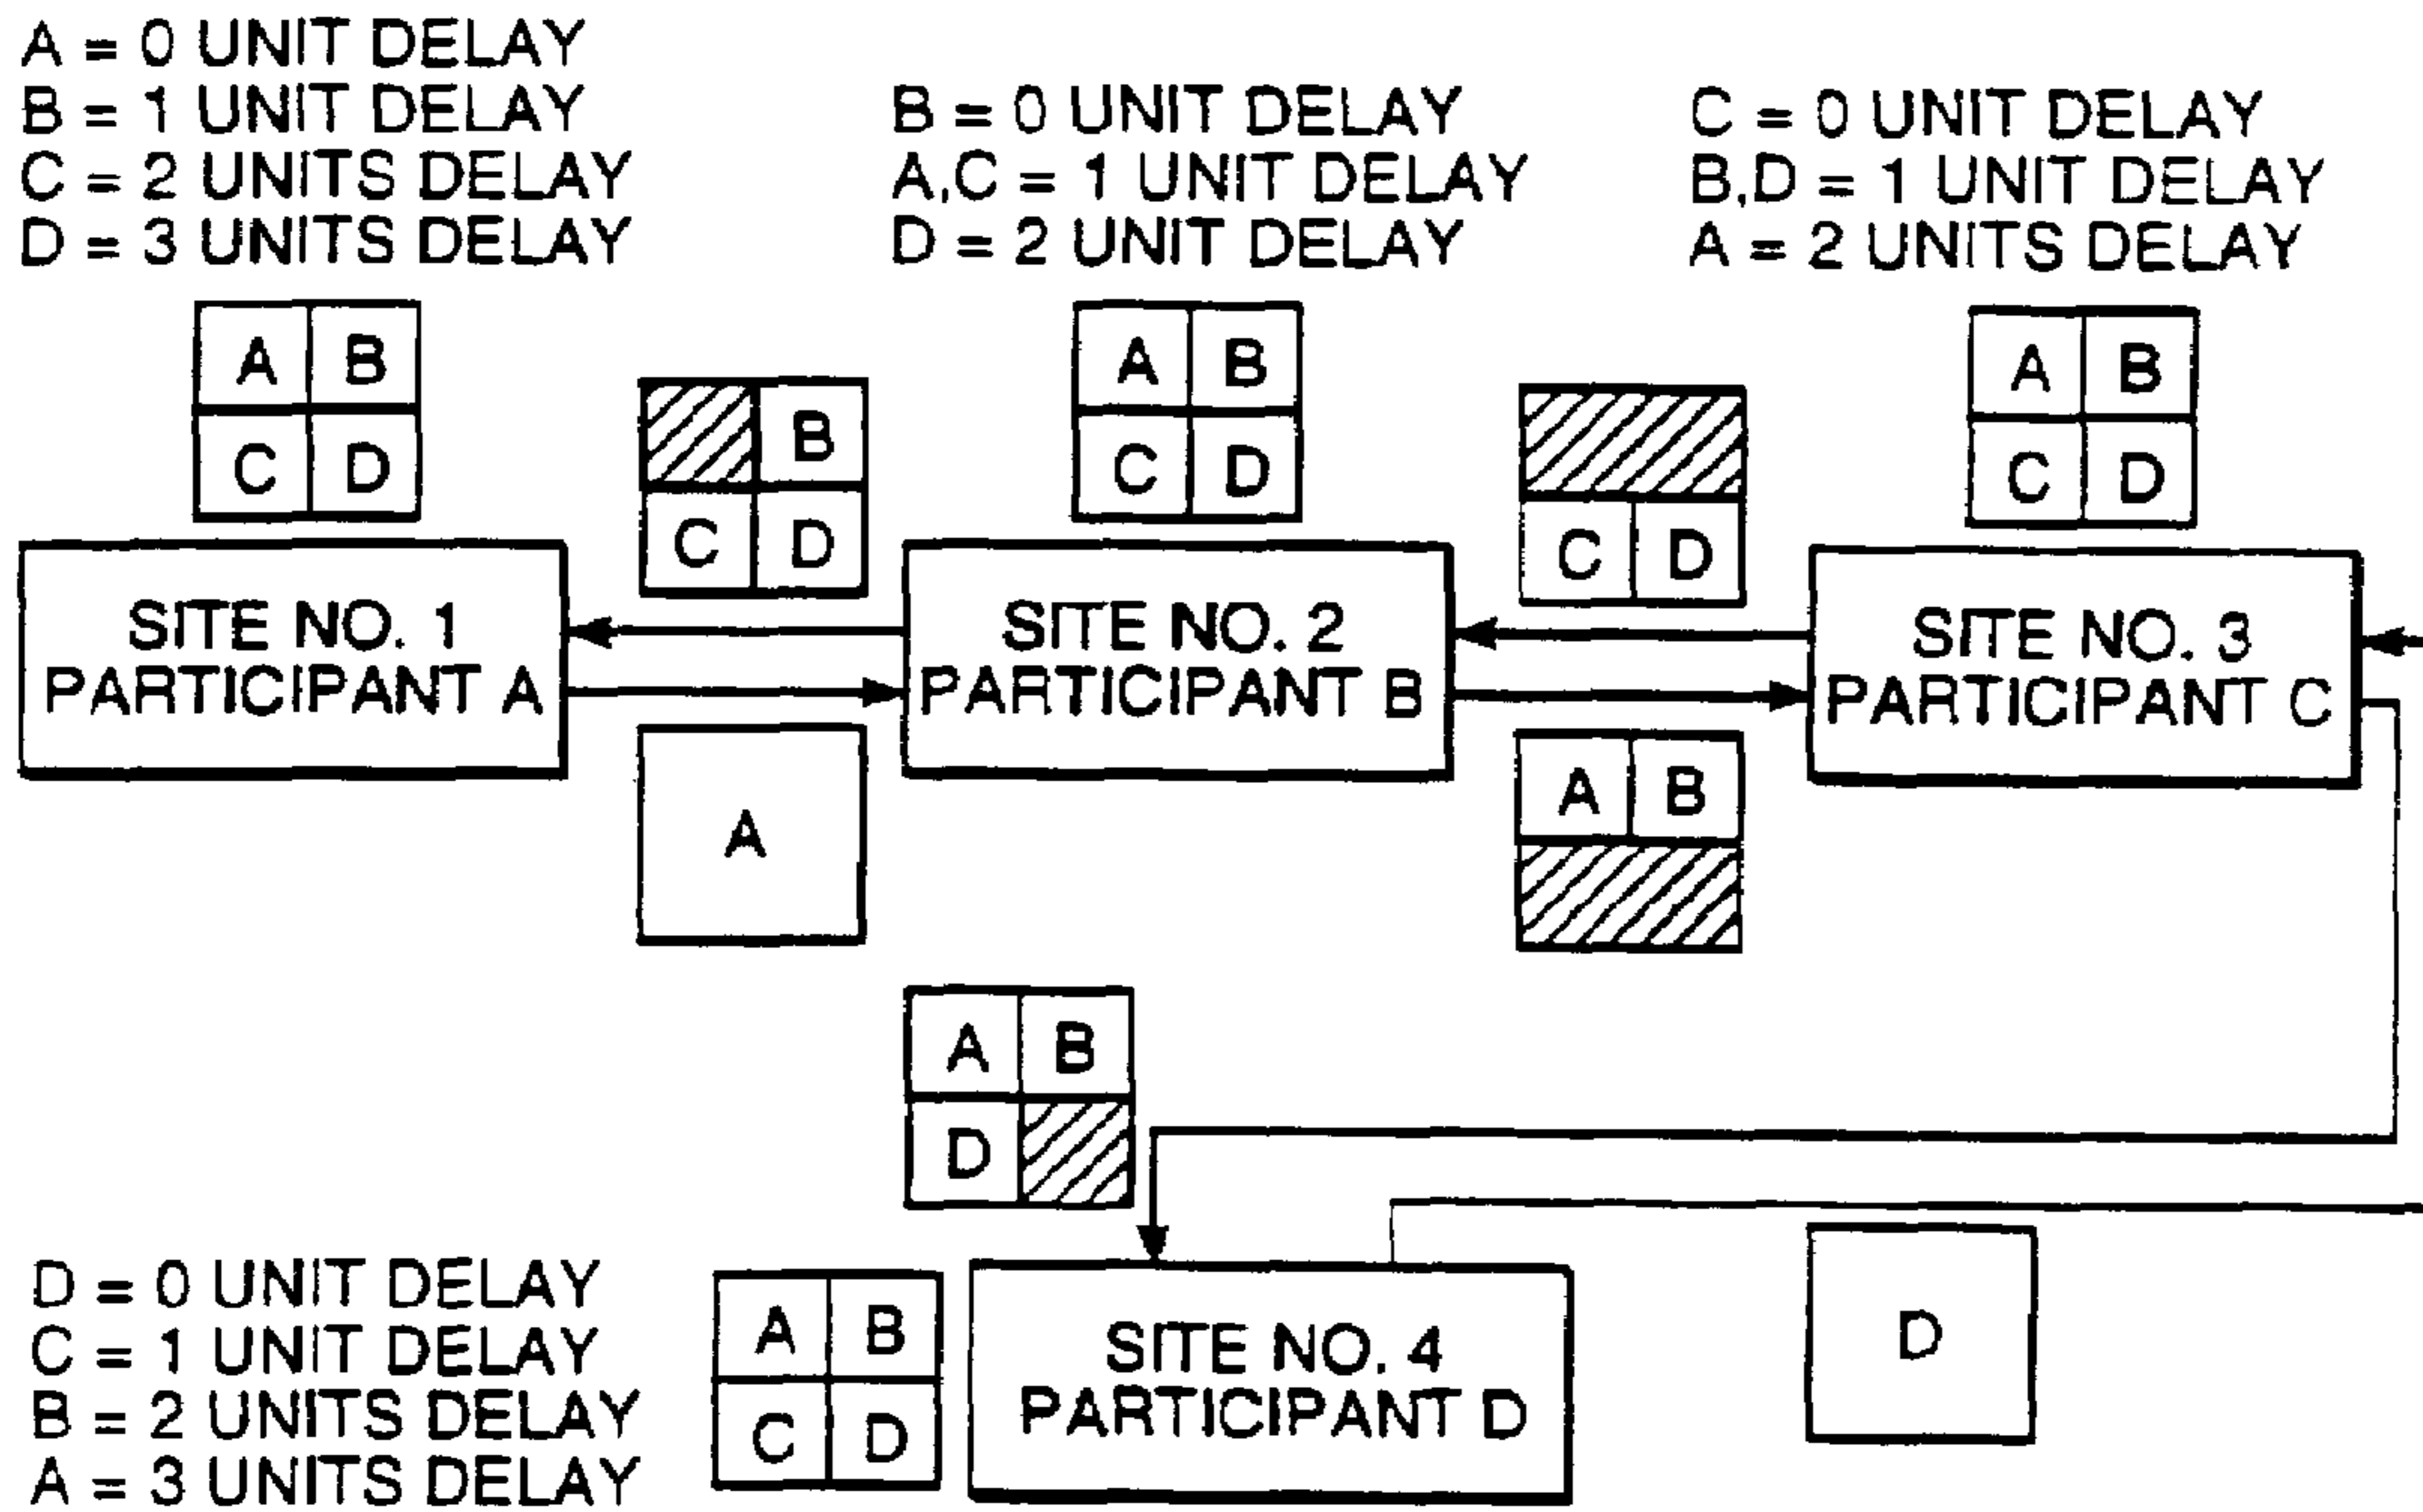 A = 0 UNIT DELAY
B = 1 UNIT DELAY
C = 2 UNITS DELAY
D = 3 UNITS DELAY
B = 0 UNIT DELAY
A,C = 1 UNIT DELAY
D = 2 UNIT DELAY
C = 0 UNIT DELAY
B,D = 1 UNIT DELAY
A = 2 UNITS DELAY
A B
C D
B
C D
A B
C D
C D
A B
C D
SITE NO. 1
PARTICIPANT A
SITE NO. 2
PARTICIPANT B
SITE NO. 3
PARTICIPANT C
A
A B
A B
D
D = 0 UNIT DELAY
C = 1 UNIT DELAY
B = 2 UNITS DELAY
A = 3 UNITS DELAY
A B
C D
SITE NO. 4
PARTICIPANT D
D